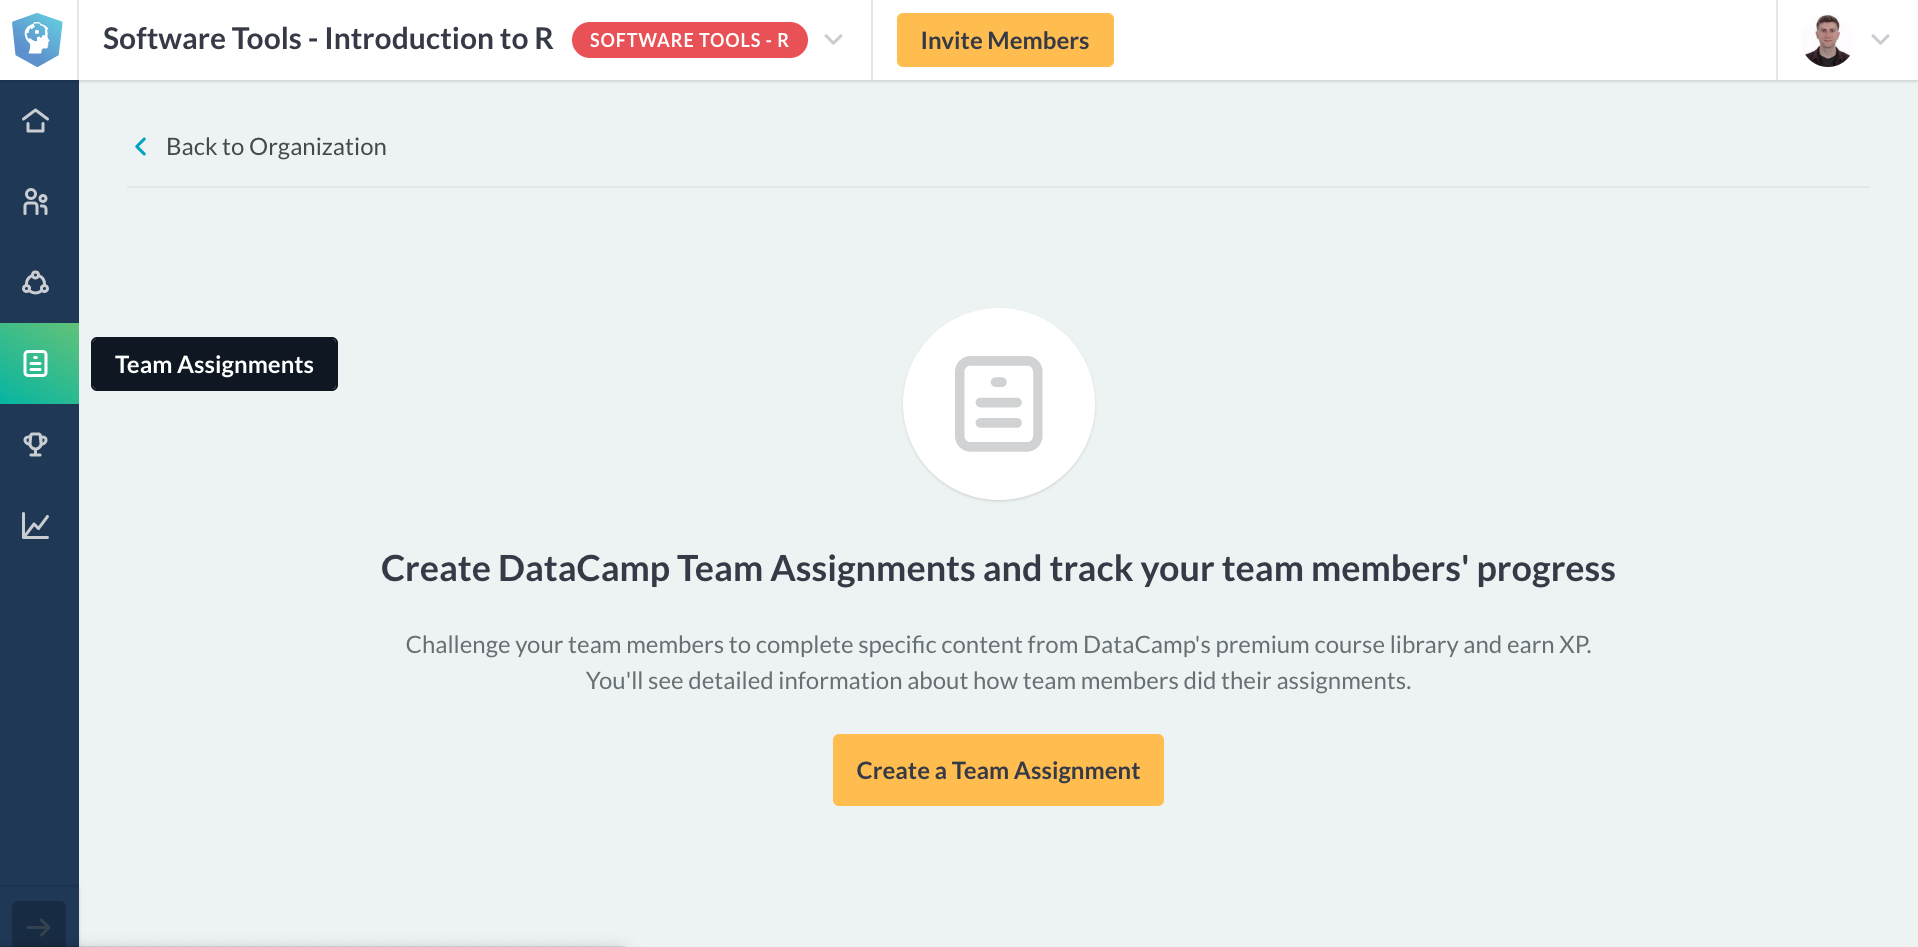 Software Tools - Introduction to R
SOFTWARE TOOLS - R
Invite Members
Back to Organization
Team Assignments
Create DataCamp Team Assignments and track your team members' progress
Challenge your team members to complete specific content from DataCamp's premium course library and earn XP.
You'll see detailed information about how team members did their assignments.
Create a Team Assignment